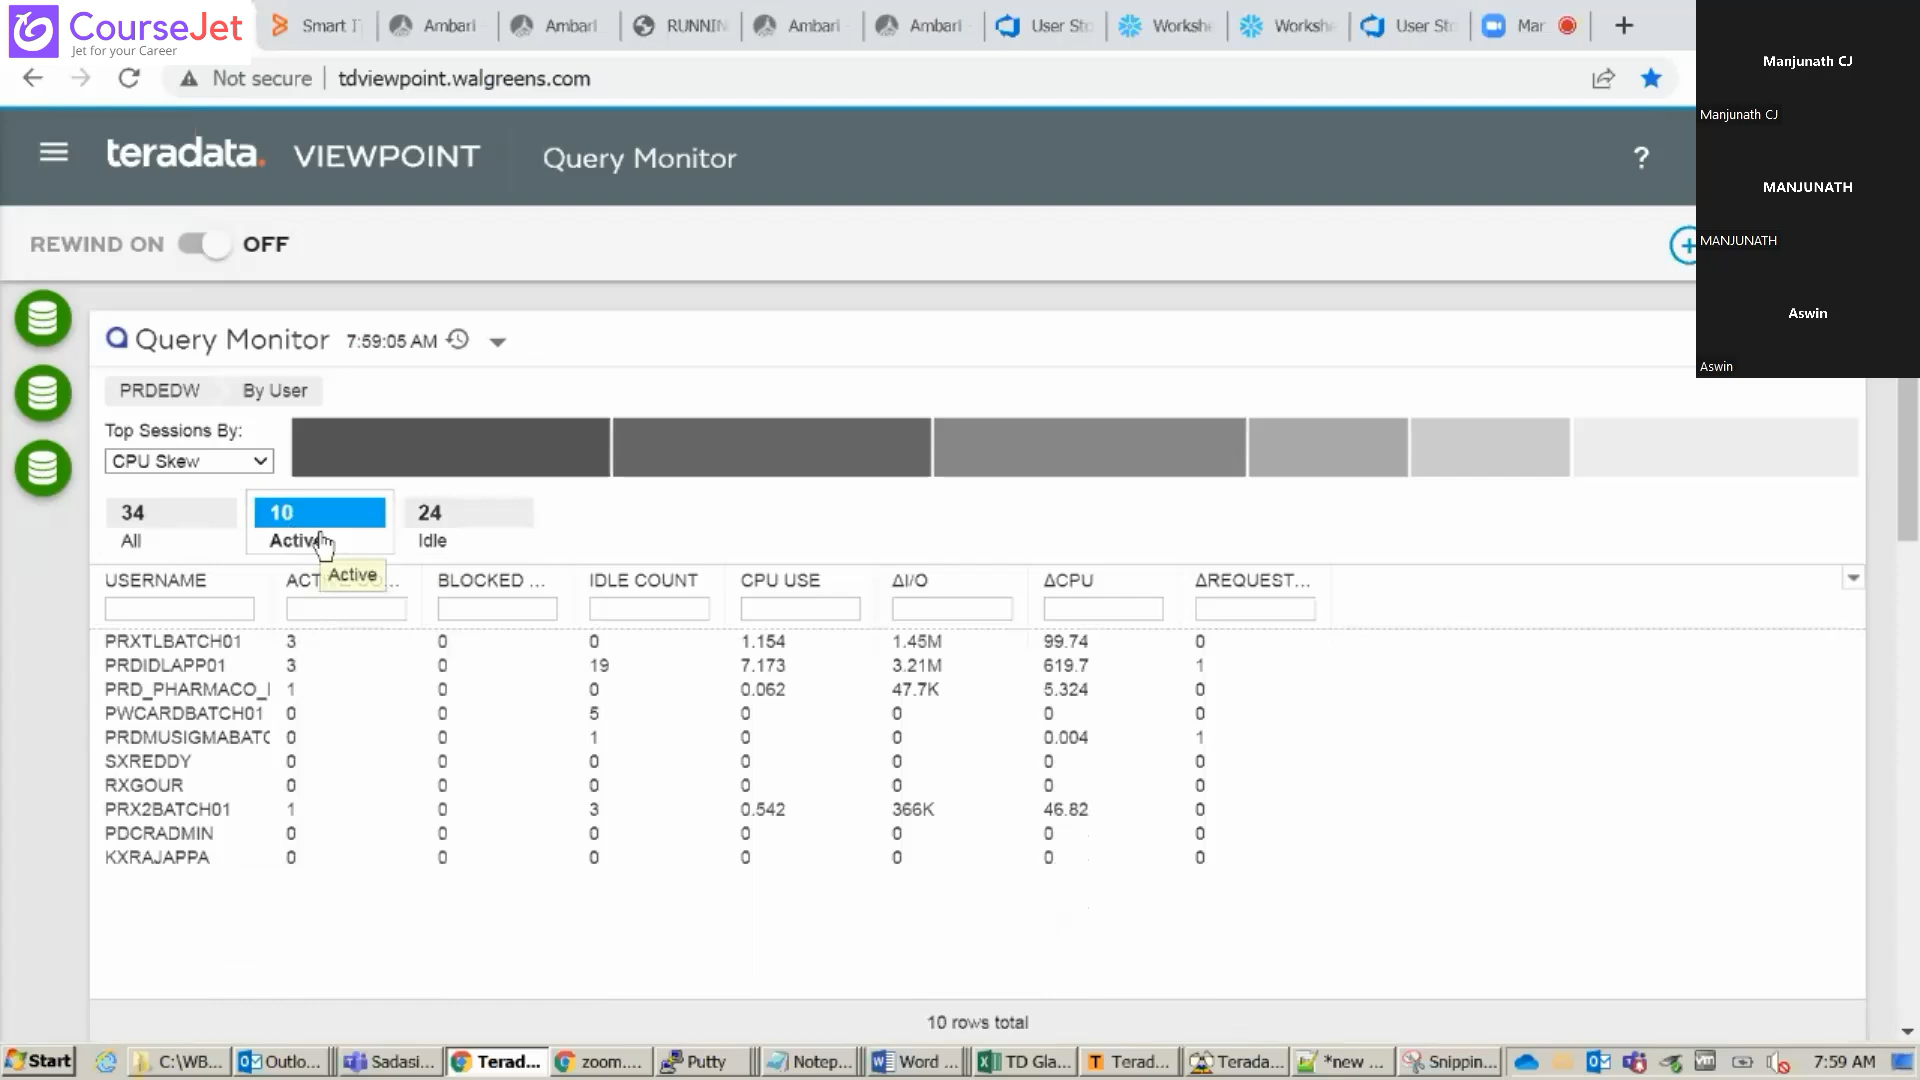 CourseJet
Jet for your Career
Smart I
Ambari
Ambari
RUNNIN
Ambari
Ambari
User Sto
Workshe
Workshe
User Sto
Mar
Not secure
tdviewpoint.walgreens.com
Manjunath CJ
Manjunath CJ
MANJUNATH
MANJUNATH
Aswin
Aswin
teradata. VIEWPOINT
Query Monitor
?
REWIND ON OFF
Query Monitor 7:59:05 AM
PRDEDW By User
Top Sessions By:
CPU Skew
34 10 24
All Active Idle
Active
USERNAME BLOCKED ... IDLE COUNT CPU USE ΔI/O ΔCPU ΔREQUEST...
PRXTLBATCH01 3 0 0 1.154 1.45M 99.74 0
PRDIDLAPP01 3 0 19 7.173 3.21M 619.7 1
PRD_PHARMACO_ 1 0 0 0.062 47.7K 5.324 0
PWCARDBATCH01 0 0 5 0 0 0 0
PRDMUSIGMABATC 0 0 1 0 0 0.004 1
SXREDDY 0 0 0 0 0 0 0
RXGOUR 0 0 0 0 0 0 0
PRX2BATCH01 1 0 3 0.542 366K 46.82 0
PDCRADMIN 0 0 0 0 0 0 0
KXRAJAPPA 0 0 0 0 0 0 0
10 rows total
Start C:\WB... Outlo... Sadasi... Terad... zoom.... Putty Notep... Word ... TD Gla... Terad... Terada... *new ... Snippin... 7:59 AM